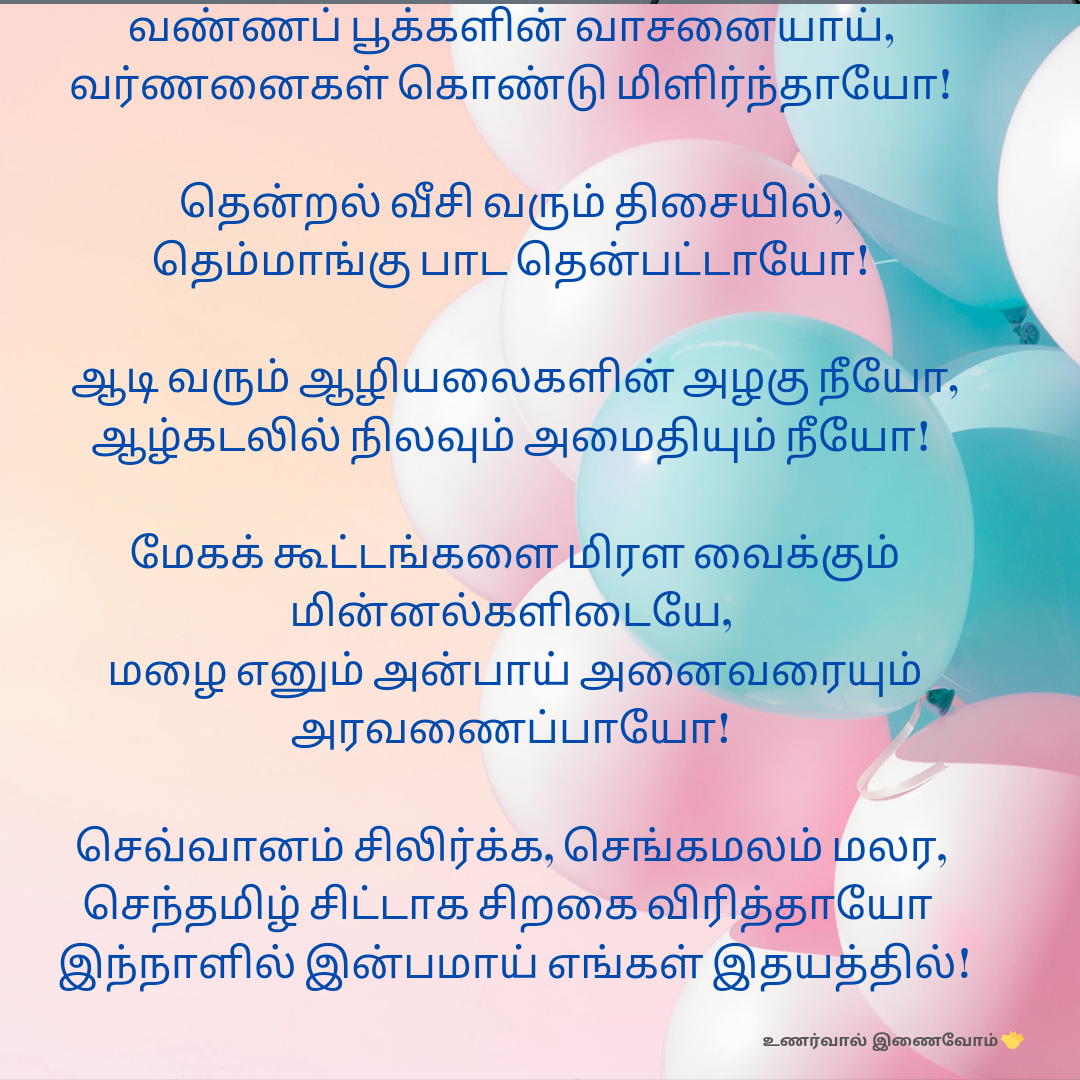 வண்ணப் பூக்களின் வாசனையாய்,
வர்ணனைகள் கொண்டு மிளிர்ந்தாயோ!
தென்றல் வீசி வரும் திசையில்,
தெம்மாங்கு பாட தென்பட்டாயோ!
ஆடி வரும் ஆழியலைகளின் அழகு நீயோ,
ஆழ்கடலில் நிலவும் அமைதியும் நீயோ!
மேகக் கூட்டங்களை மிரள வைக்கும்
மின்னல்களிடையே,
மழை எனும் அன்பாய் அனைவரையும்
அரவணைப்பாயோ!
செவ்வானம் சிலிர்க்க, செங்கமலம் மலர,
செந்தமிழ் சிட்டாக சிறகை விரித்தாயோ
இந்நாளில் இன்பமாய் எங்கள் இதயத்தில்!
உணர்வால் இணைவோம்